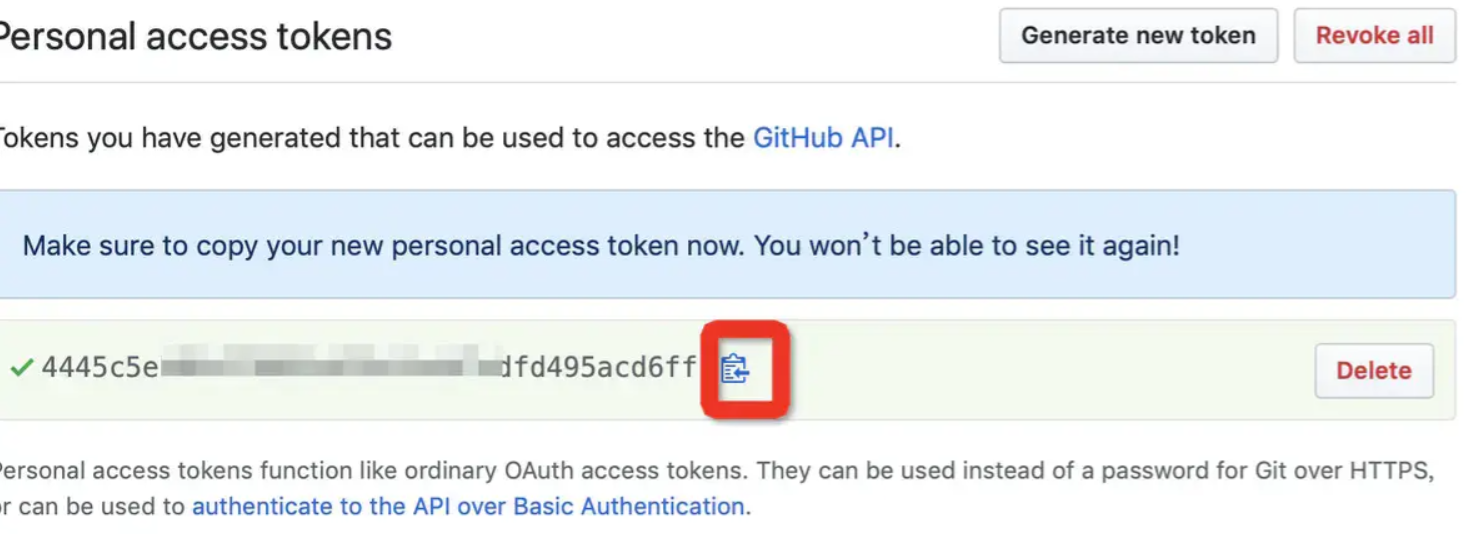 Personal access tokens
Generate new token
Revoke all
Tokens you have generated that can be used to access the GitHub API.
Make sure to copy your new personal access token now. You won’t be able to see it again!
4445c5e dfd495acd6ff
Delete
Personal access tokens function like ordinary OAuth access tokens. They can be used instead of a password for Git over HTTPS,
or can be used to authenticate to the API over Basic Authentication.